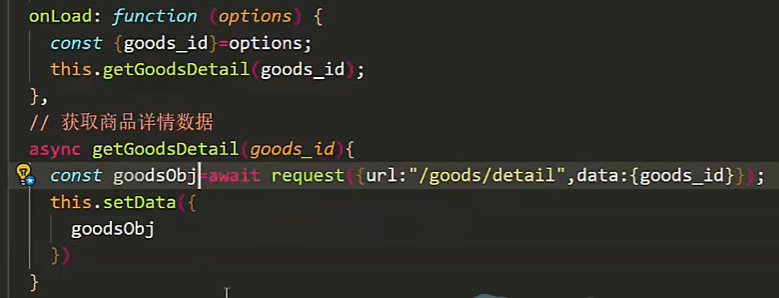 onLoad: function (options) {
const {goods_id}=options;
this.getGoodsDetail(goods_id);
},
// 获取商品详情数据
async getGoodsDetail(goods_id){
const goodsObj=await request({url:"/goods/detail",data:{goods_id}});
this.setData({
goodsObj
})
}